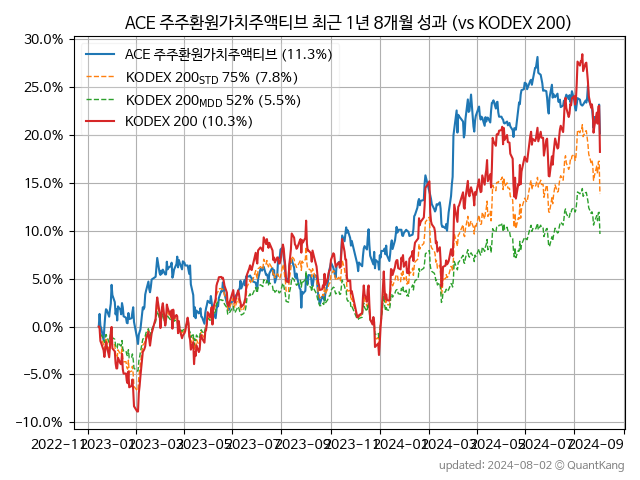 ACE 주주환원가치주액티브 최근 1년 8개월 성과 (vs KODEX 200)
30.0%
25.0%
20.0%
15.0%
10.0%
5.0%
0.0%
−5.0%
−10.0%
ACE 주주환원가치주액티브 (11.3%)
KODEX 200STD 75% (7.8%)
KODEX 200MDD 52% (5.5%)
KODEX 200 (10.3%)
2022−11 2023−01 2023−03 2023−05 2023−07 2023−09 2023−11 2024−01 2024−03 2024−05 2024−07 2024−09
updated: 2024-08-02 © QuantKang